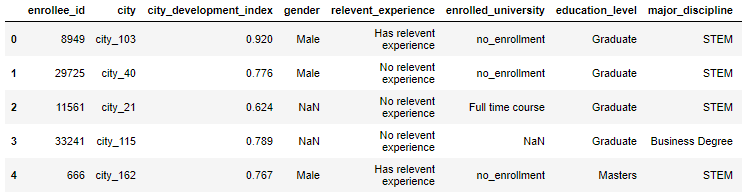 enrollee_id city city_development_index gender relevent_experience enrolled_university education_level major_discipline
0 8949 city_103 0.920 Male Has relevent experience no_enrollment Graduate STEM
1 29725 city_40 0.776 Male No relevent experience no_enrollment Graduate STEM
2 11561 city_21 0.624 NaN No relevent experience Full time course Graduate STEM
3 33241 city_115 0.789 NaN No relevent experience NaN Graduate Business Degree
4 666 city_162 0.767 Male Has relevent experience no_enrollment Masters STEM